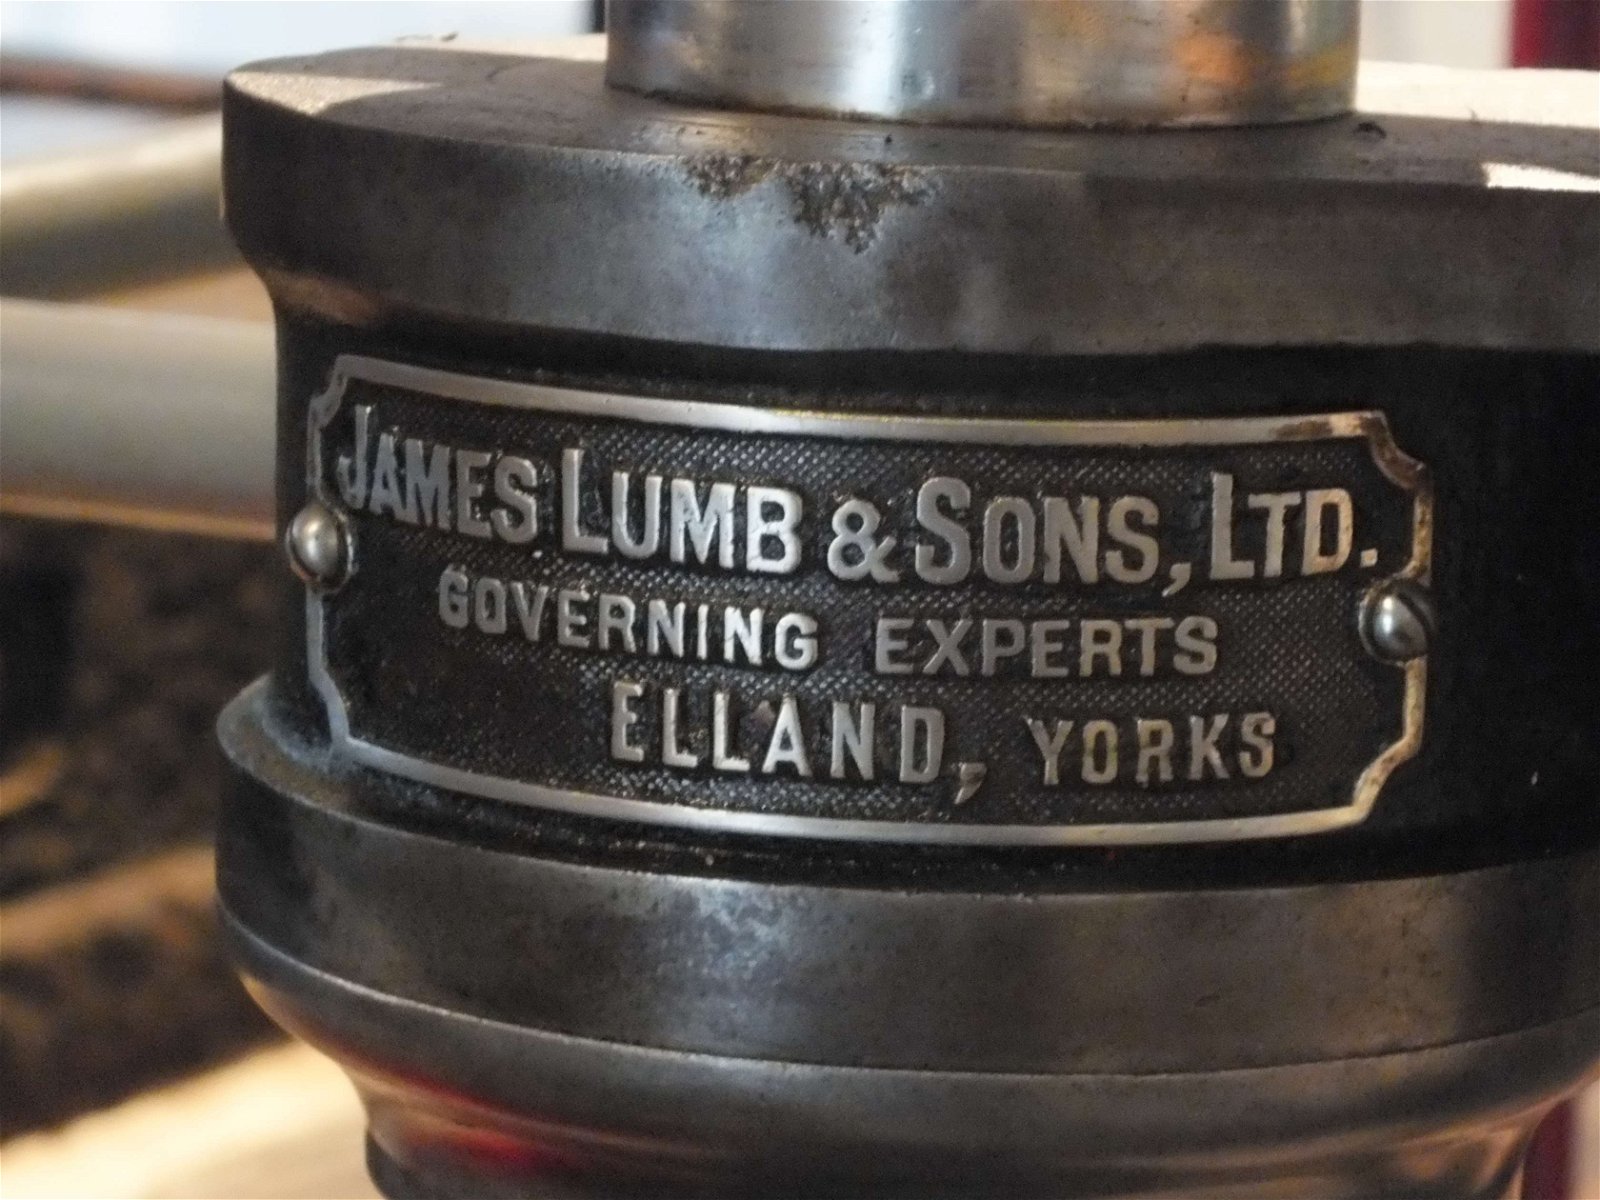 JAMES LUMB & SONS, LTD.
GOVERNING EXPERTS
ELLAND, YORKS